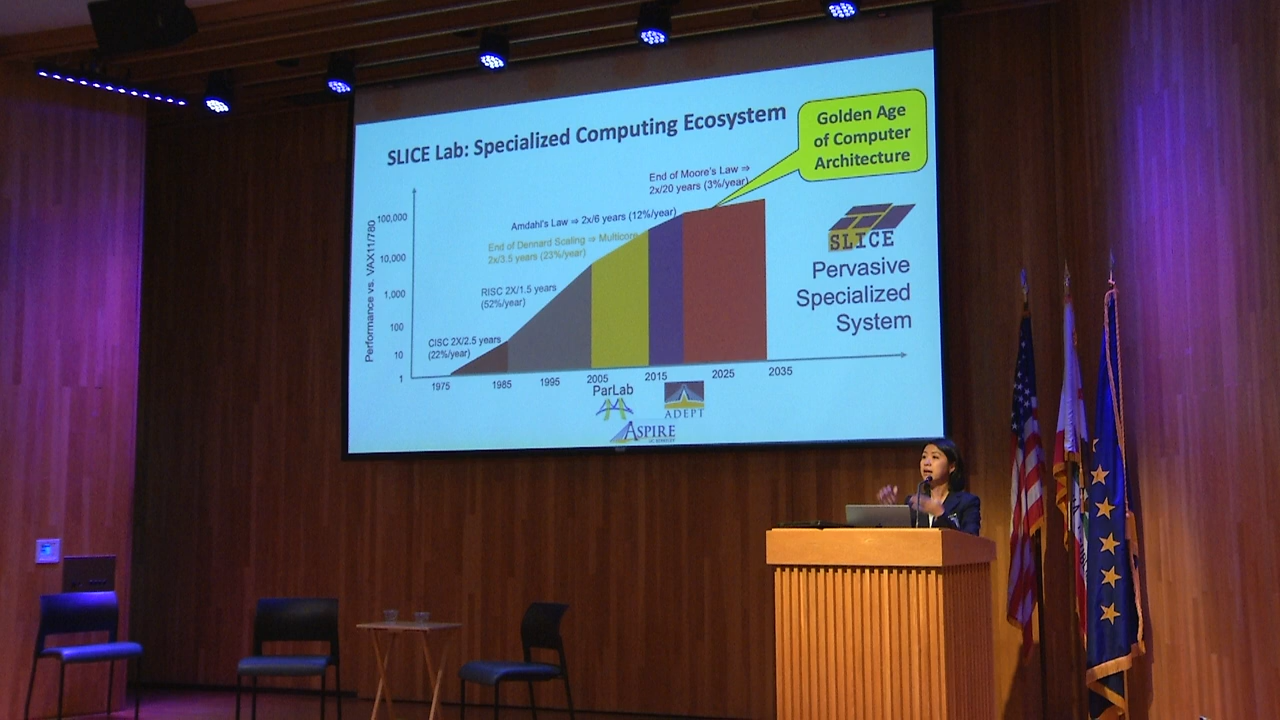 SLICE Lab: Specialized Computing Ecosystem
Golden Age
of Computer
Architecture
End of Moore's Law ⇒
2x/20 years (3%/year)
Amdahl's Law ⇒ 2x/6 years (12%/year)
End of Dennard Scaling ⇒ Multicore
2x/3.5 years (23%/year)
RISC 2X/1.5 years
(52%/year)
CISC 2X/2.5 years
(22%/year)
Performance vs. VAX11/780
100,000
10,000
1,000
100
10
1
1975
1985
1995
2005
2015
2025
2035
SLICE
Pervasive
Specialized
System
ParLab
ADEPT
ASPIRE